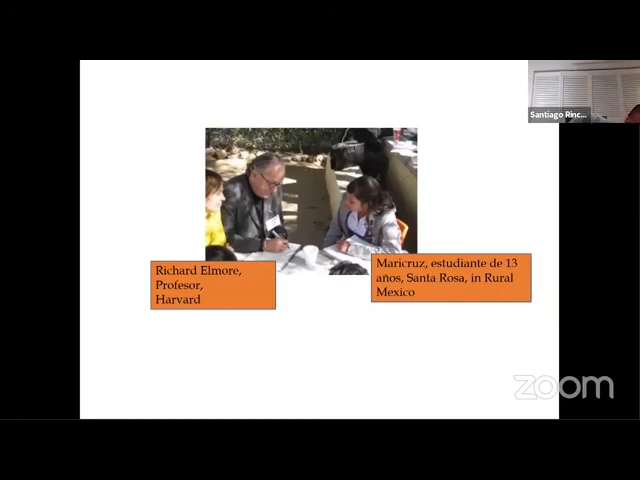 Santiago Rinc...
Richard Elmore,
Profesor,
Harvard
Maricruz, estudiante de 13
años, Santa Rosa, in Rural
Mexico
zoom